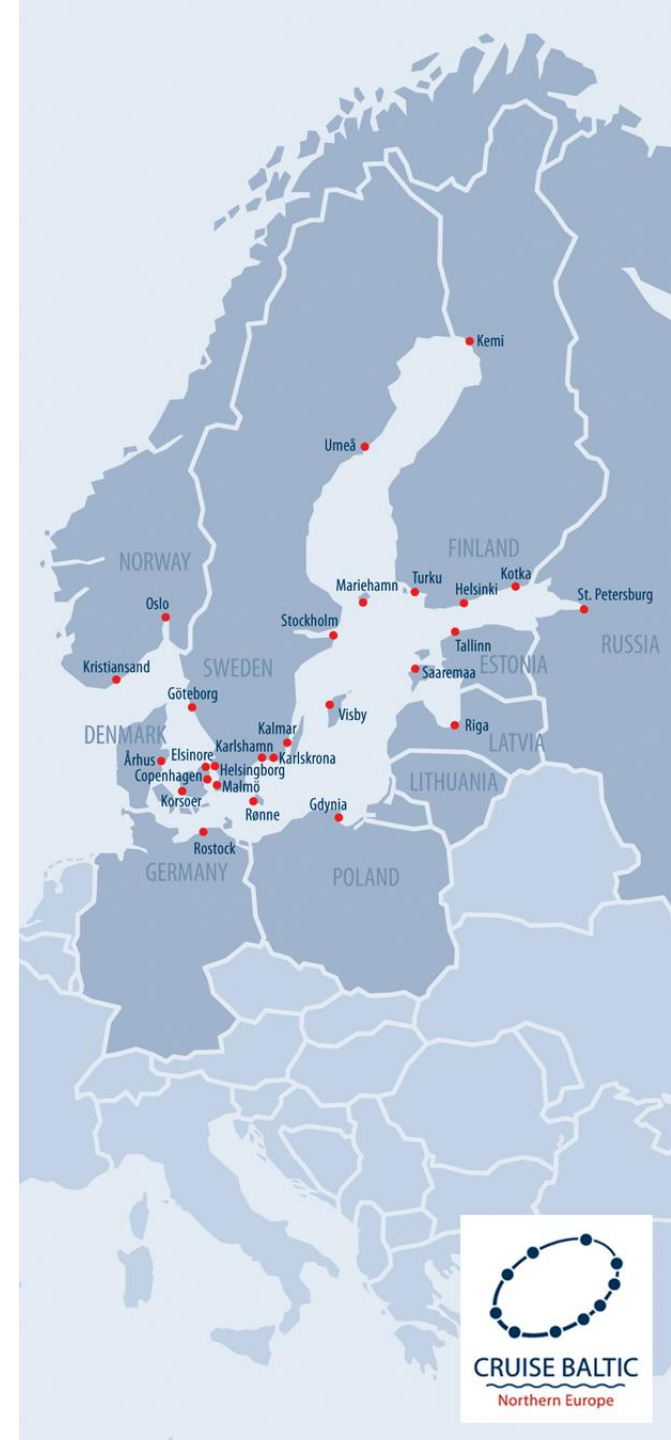 Kemi
Umeå
FINLAND
NORWAY
Kotka
Turku
Mariehamn
Helsinki
St. Petersburg
Oslo
Stockholm
Tallinn
RUSSIA
Kristiansand
SWEDEN
Saaremaa
ESTONIA
Göteborg
Visby
Kalmar
Riga
DENMARK
LATVIA
Karlshamn
Elsinore
Århus
Karlskrona
Helsingborg
Copenhagen
Malmö
LITHUANIA
Korsoer
Gdynia
Rønne
Rostock
GERMANY
POLAND
CRUISE BALTIC
Northern Europe